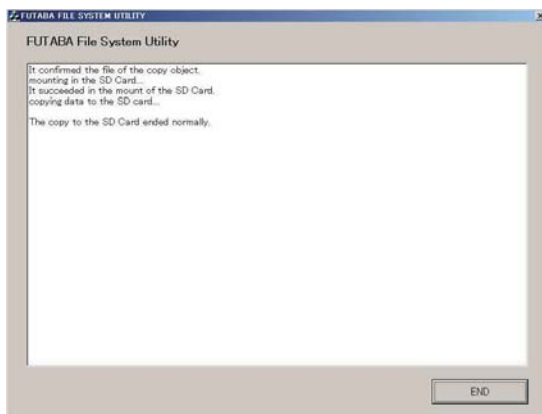 FUTABA FILE SYSTEM UTILITY
FUTABA File System Utility
It confirmed the file of the copy object.
mounting in the SD Card...
It succeeded in the mount of the SD Card.
copying data to the SD card...
The copy to the SD Card ended normally.
END